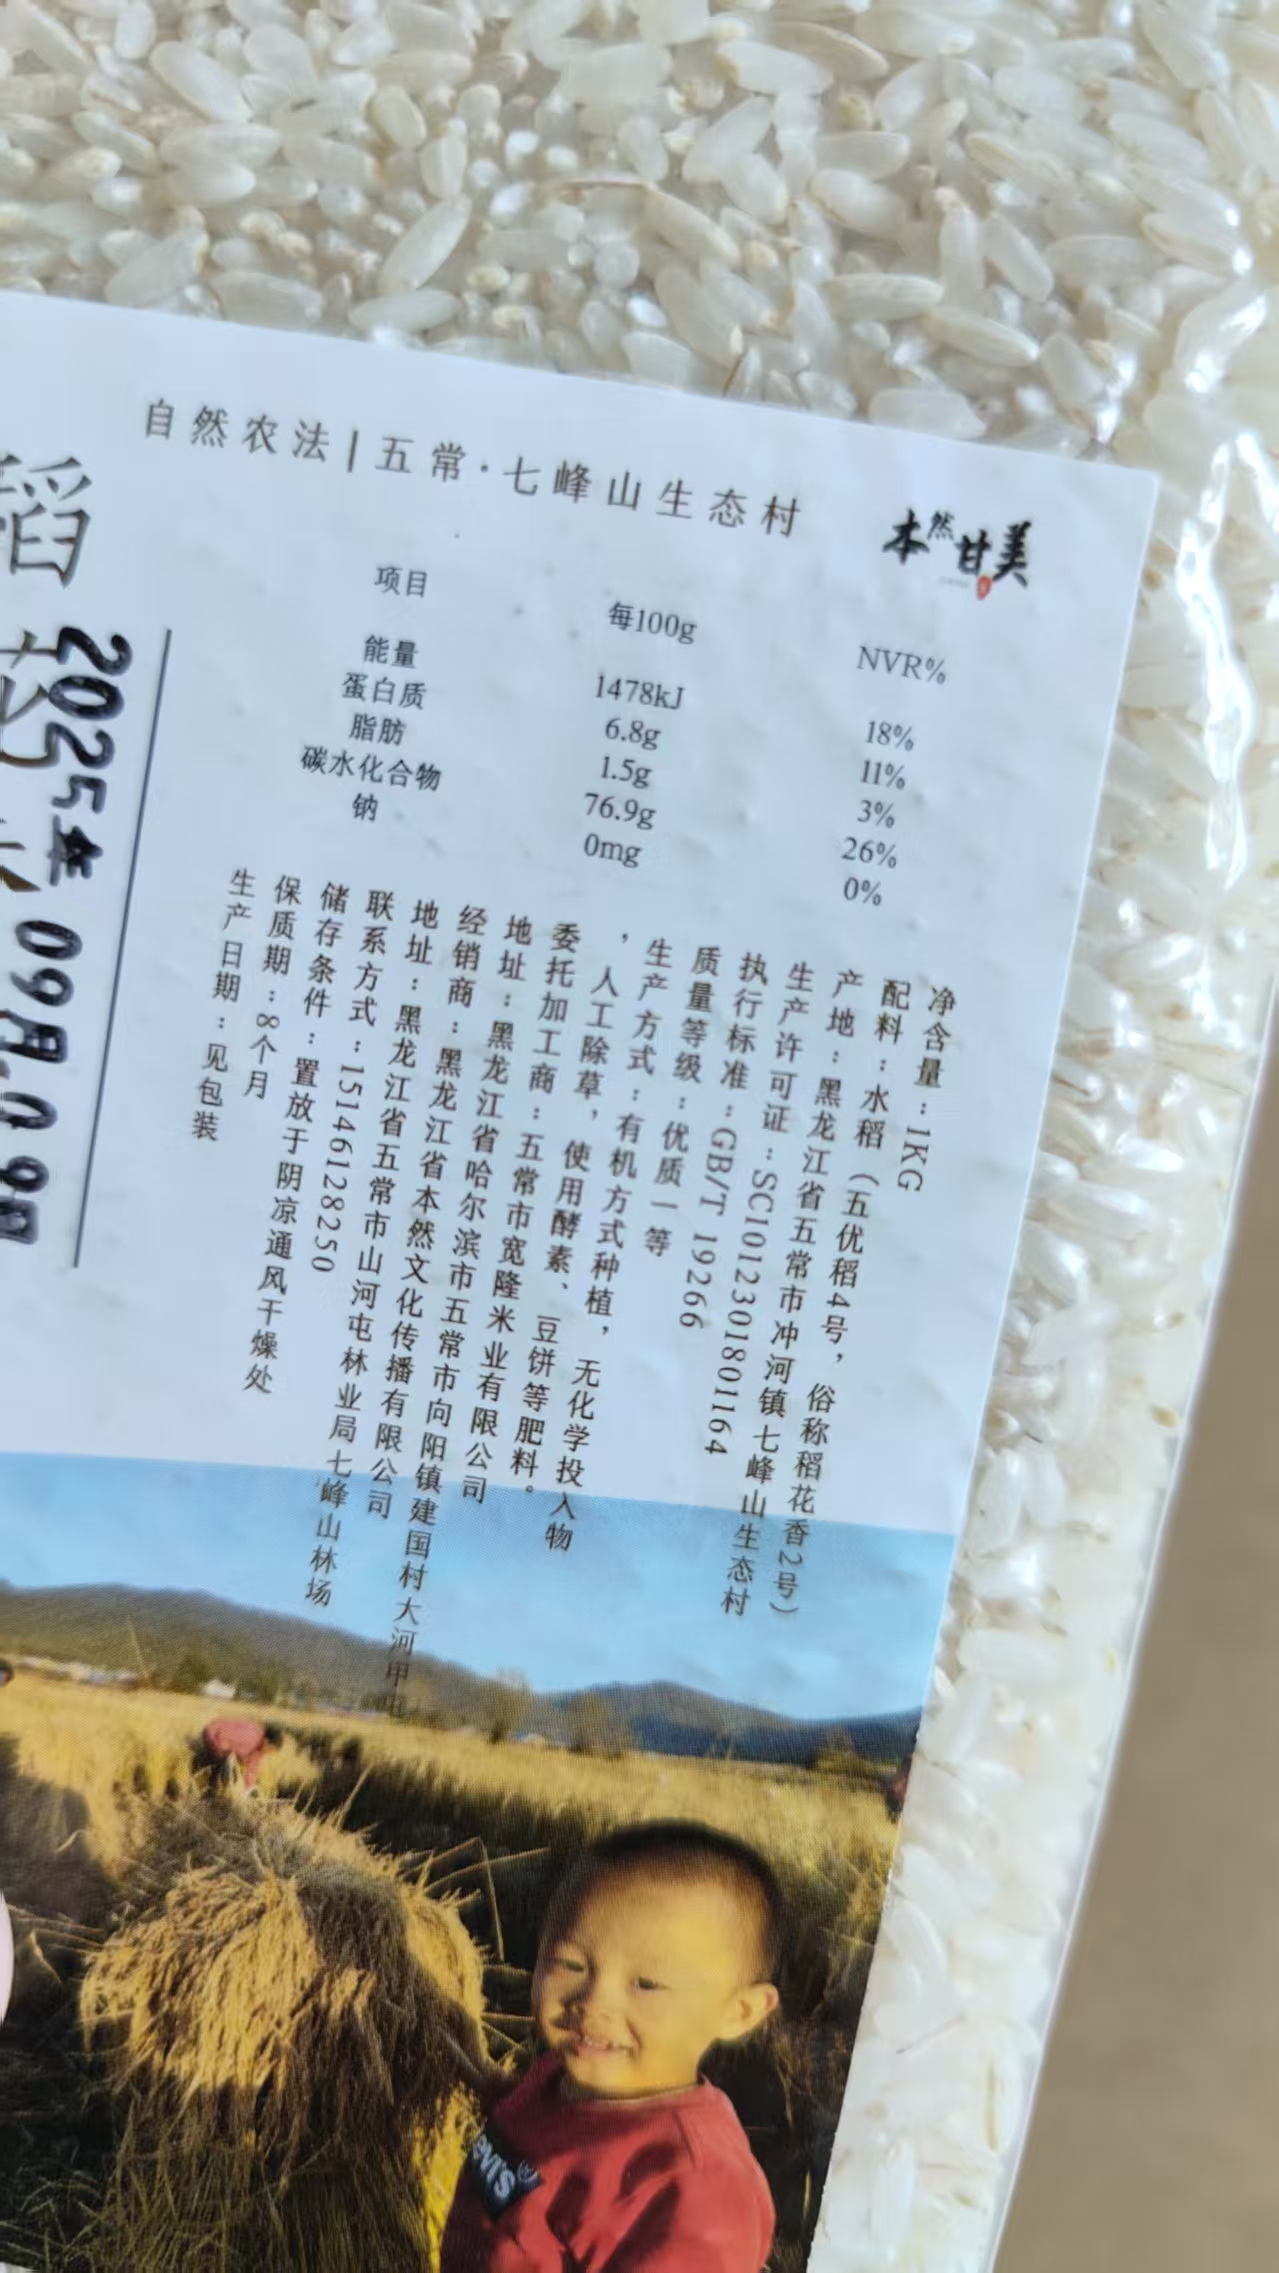 自然农法|五常·七峰山生态村
本然甘美
稻
花
2025年09月09日
项目 每100g NVR%
能量 1478kJ 18%
蛋白质 6.8g 11%
脂肪 1.5g 3%
碳水化合物 76.9g 26%
钠 0mg 0%
净含量:1KG
配料:水稻(五优稻4号,俗称稻花香2号)
产地:黑龙江省五常市冲河镇七峰山生态村
生产许可证:SC1012301801164
执行标准:GB/T 19266
质量等级:优质一等
生产方式:有机方式种植,无化学投入物
,人工除草,使用酵素、豆饼等肥料。
委托加工商:五常市宽隆米业有限公司
地址:黑龙江省哈尔滨市五常市向阳镇建国村大河甲屯
经销商:黑龙江省本然文化传播有限公司
地址:黑龙江省五常市山河屯林业局七峰山林场
联系方式:15146128250
储存条件:置放于阴凉通风干燥处
保质期:8个月
生产日期:见包装